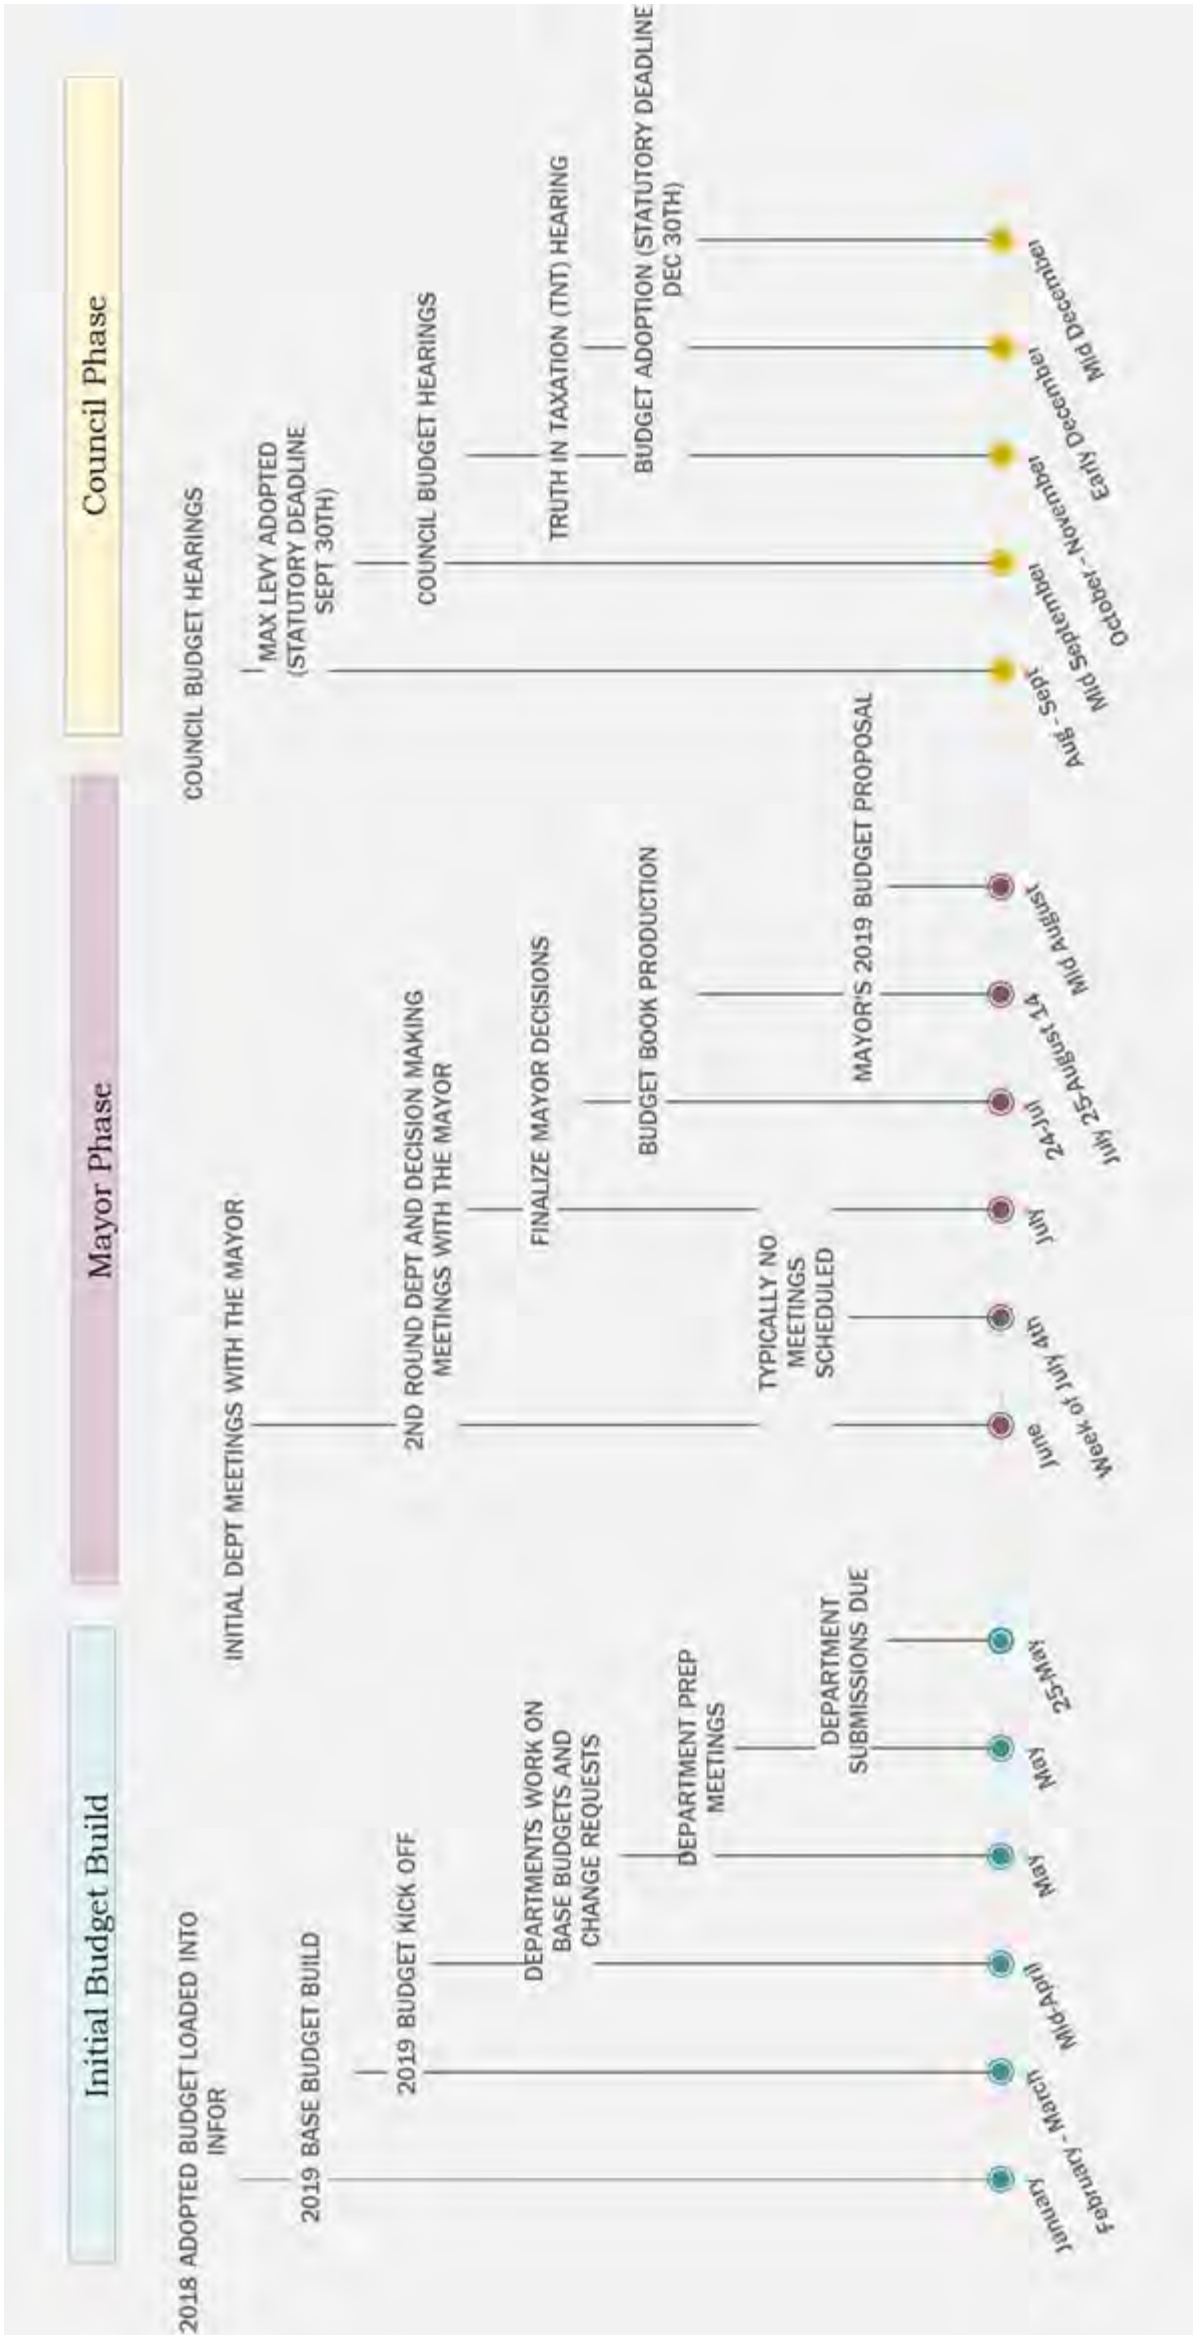 Initial Budget Build
Mayor Phase
Council Phase
2018 ADOPTED BUDGET LOADED INTO
INFOR
2019 BASE BUDGET BUILD
2019 BUDGET KICK OFF
DEPARTMENTS WORK ON
BASE BUDGETS AND
CHANGE REQUESTS
DEPARTMENT PREP
MEETINGS
DEPARTMENT
SUBMISSIONS DUE
INITIAL DEPT MEETINGS WITH THE MAYOR
TYPICALLY NO
MEETINGS
SCHEDULED
2ND ROUND DEPT AND DECISION MAKING
MEETINGS WITH THE MAYOR
FINALIZE MAYOR DECISIONS
BUDGET BOOK PRODUCTION
MAYOR'S 2019 BUDGET PROPOSAL
COUNCIL BUDGET HEARINGS
MAX LEVY ADOPTED
(STATUTORY DEADLINE
SEPT 30TH)
COUNCIL BUDGET HEARINGS
TRUTH IN TAXATION (TNT) HEARING
BUDGET ADOPTION (STATUTORY DEADLINE
DEC 30TH)
January
February - March
Mid-April
May
May
25-May
June
Week of July 4th
July
24-Jul
July 25-August 14
Mid August
Aug - Sept
Mid September
October - November
Early December
Mid December